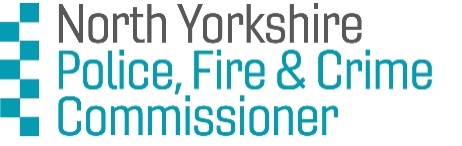 North Yorkshire
Police, Fire & Crime
Commissioner